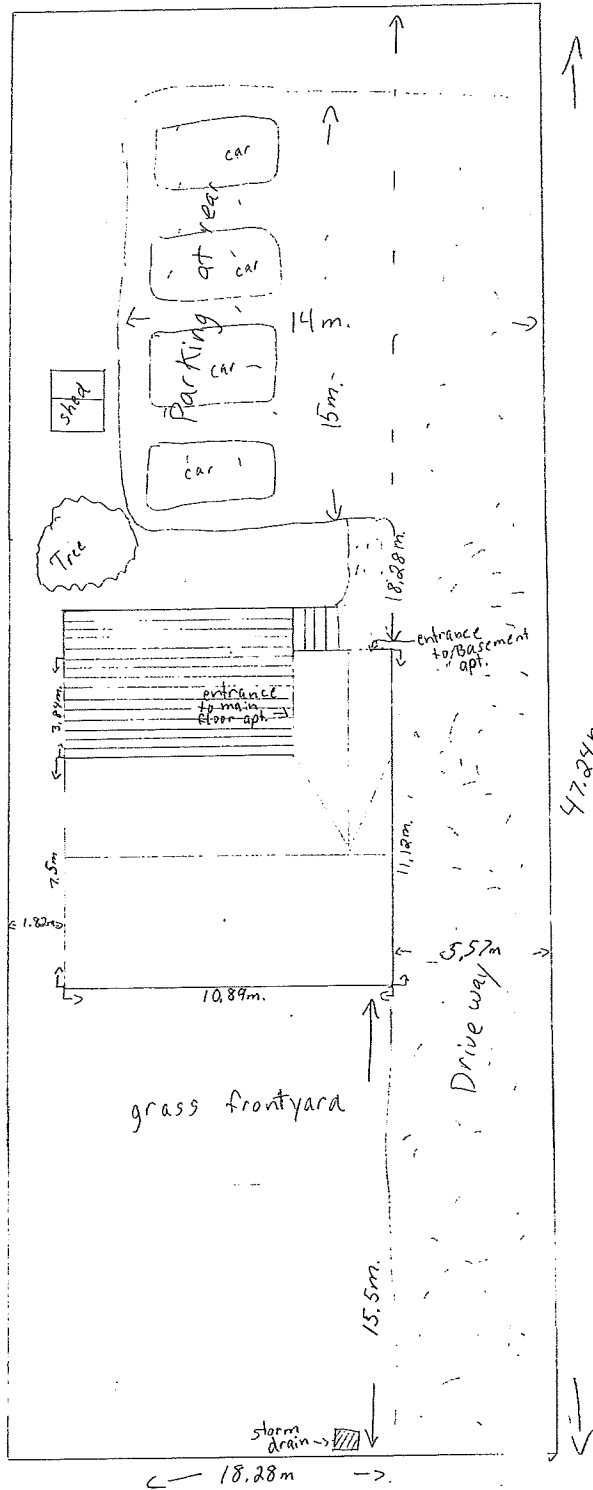 car
car
car
car
Parking at rear
14 m.
15 m.
shed
Tree
18.28m.
entrance
to Basement
apt.
entrance
to main
floor apt.
3.84m.
47.24m
7.5m
11.12m.
1.82m
5.57m
10.89m.
Drive way
grass frontyard
15.5m.
storm
drain
18.28m